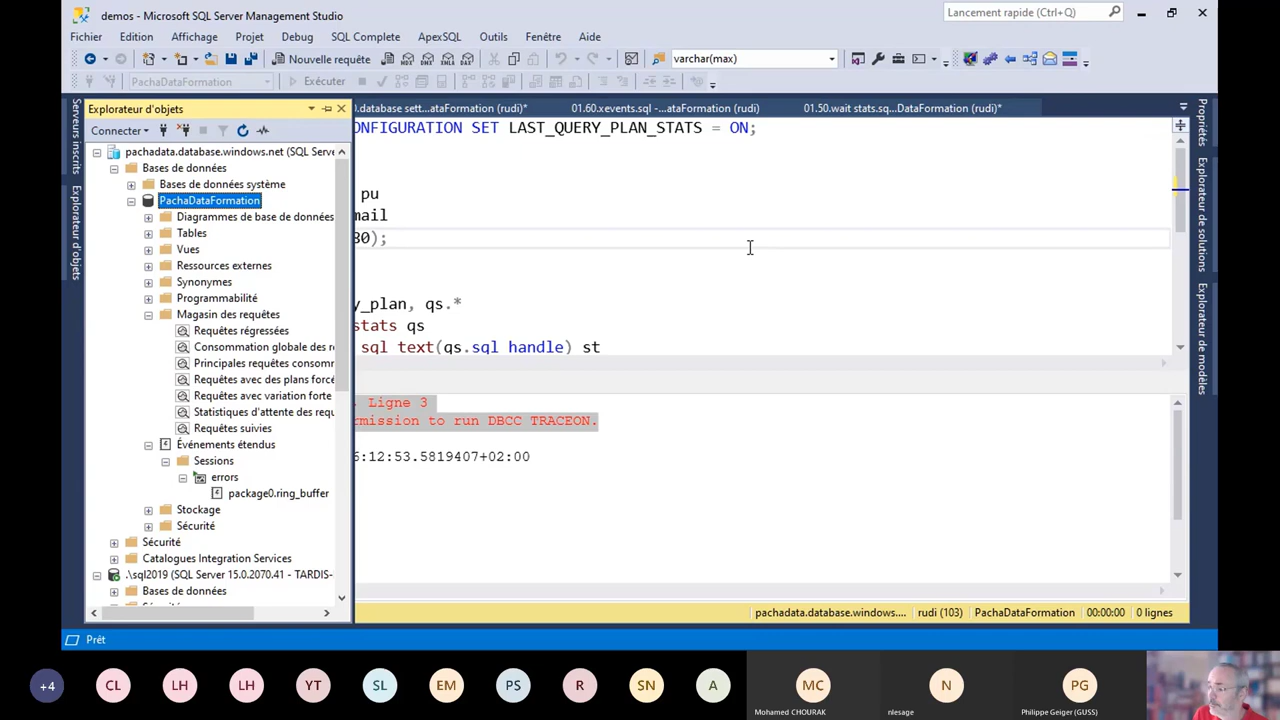 demos - Microsoft SQL Server Management Studio
Lancement rapide (Ctrl+Q)
Fichier Edition Affichage Projet Debug SQL Complete ApexSQL Outils Fenêtre Aide
Nouvelle requête
varchar(max)
PachaDataFormation
Exécuter
Serveurs inscrits
Explorateur d'objets
Explorateur d'objets
.database sett...ataFormation (rudi)*
01.60.xevents.sql -...ataFormation (rudi)
01.50.wait stats.sq...DataFormation (rudi)*
Connecter
pachadata.database.windows.net (SQL Serve
Bases de données
Bases de données système
PachaDataFormation
Diagrammes de base de données
Tables
Vues
Ressources externes
Synonymes
Programmabilité
Magasin des requêtes
Requêtes régressées
Consommation globale des re
Principales requêtes consomm
Requêtes avec des plans forcé
Requêtes avec variation forte
Statistiques d'attente des requ
Requêtes suivies
Événements étendus
Sessions
errors
package0.ring_buffer
Stockage
Sécurité
Sécurité
Catalogues Integration Services
.\sql2019 (SQL Server 15.0.2070.41 - TARDIS-
Bases de données
ONFIGURATION SET LAST_QUERY_PLAN_STATS = ON;
pu
mail
80);
y_plan, qs.*
stats qs
sql_text(qs.sql_handle) st
, Ligne 3
rmission to run DBCC TRACEON.
6:12:53.5819407+02:00
pachadata.database.windows.... rudi (103) PachaDataFormation 00:00:00 0 lignes
Propriétés
Explorateur de solutions
Explorateur de modèles
Prêt
+4 CL LH LH YT SL EM PS R SN A MC N PG
Mohamed CHOURAK nlesage Philippe Geiger (GUSS)